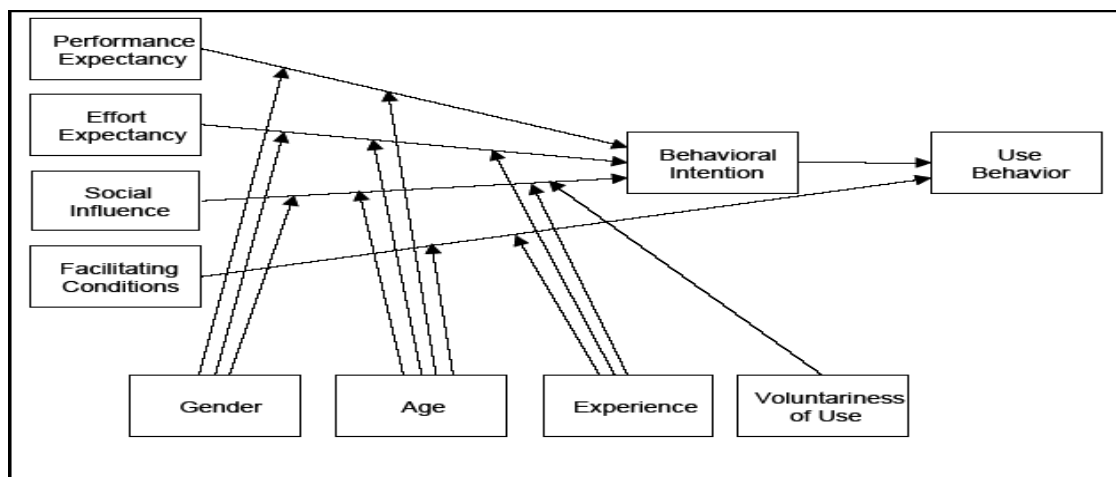 Performance
Expectancy
Effort
Expectancy
Social
Influence
Facilitating
Conditions
Behavioral
Intention
Use
Behavior
Gender
Age
Experience
Voluntariness
of Use